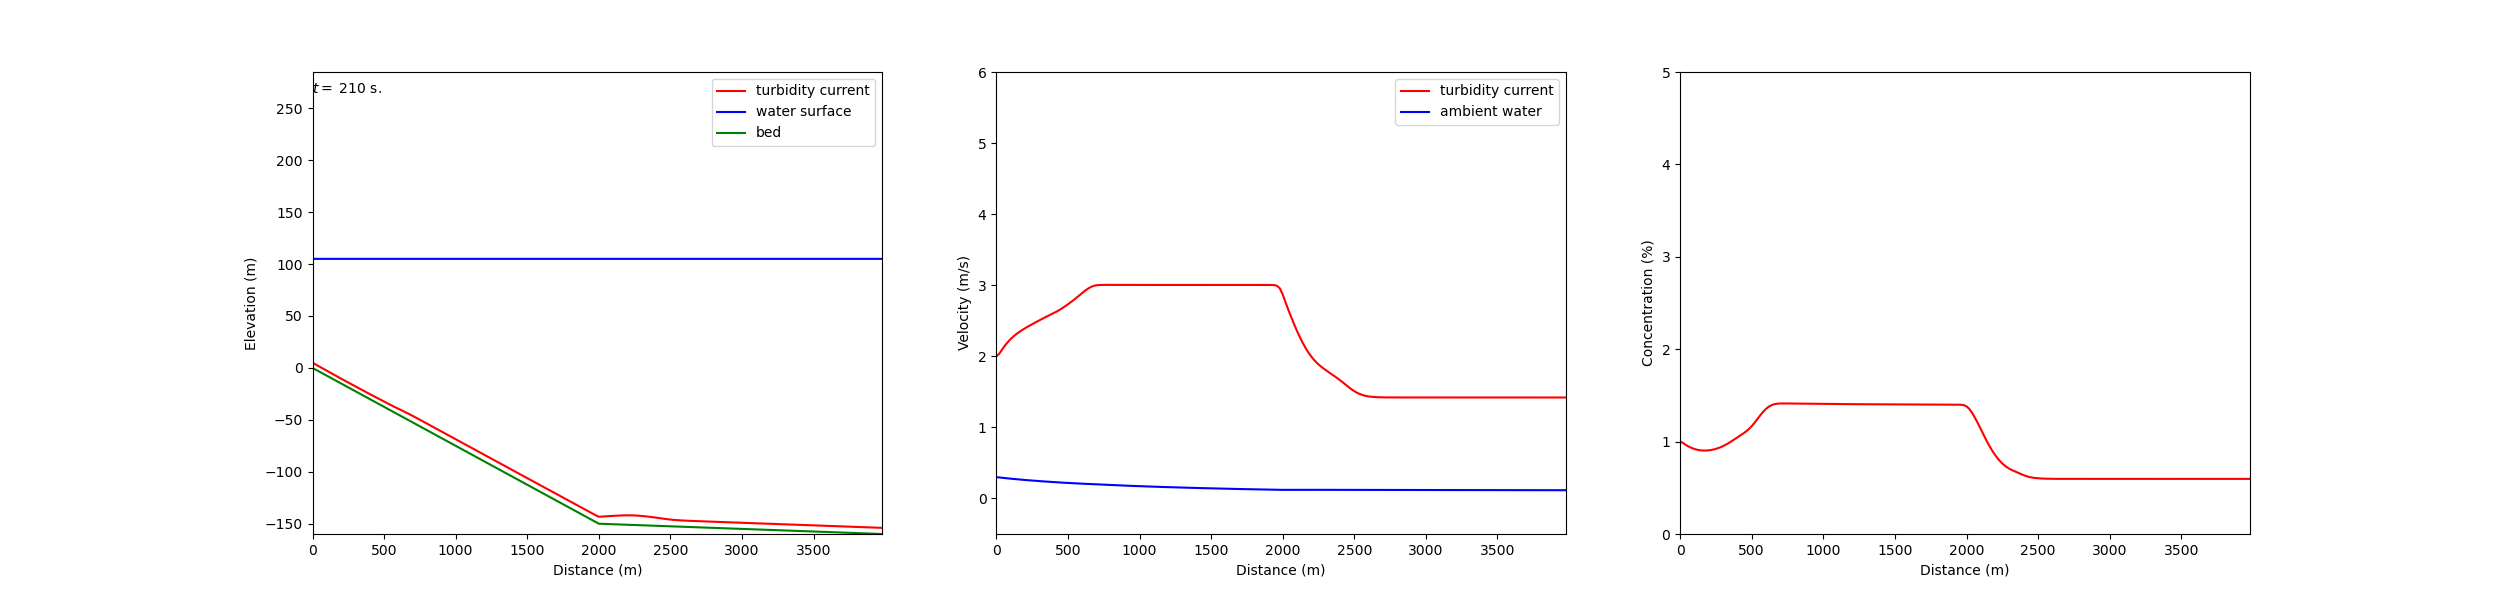 t = 210 s.
turbidity current
water surface
bed
250
200
150
100
50
0
−50
−100
−150
0 500 1000 1500 2000 2500 3000 3500
Distance (m)
Elevation (m)
turbidity current
ambient water
6
5
4
3
2
1
0
0 500 1000 1500 2000 2500 3000 3500
Distance (m)
Velocity (m/s)
5
4
3
2
1
0
0 500 1000 1500 2000 2500 3000 3500
Distance (m)
Concentration (%)